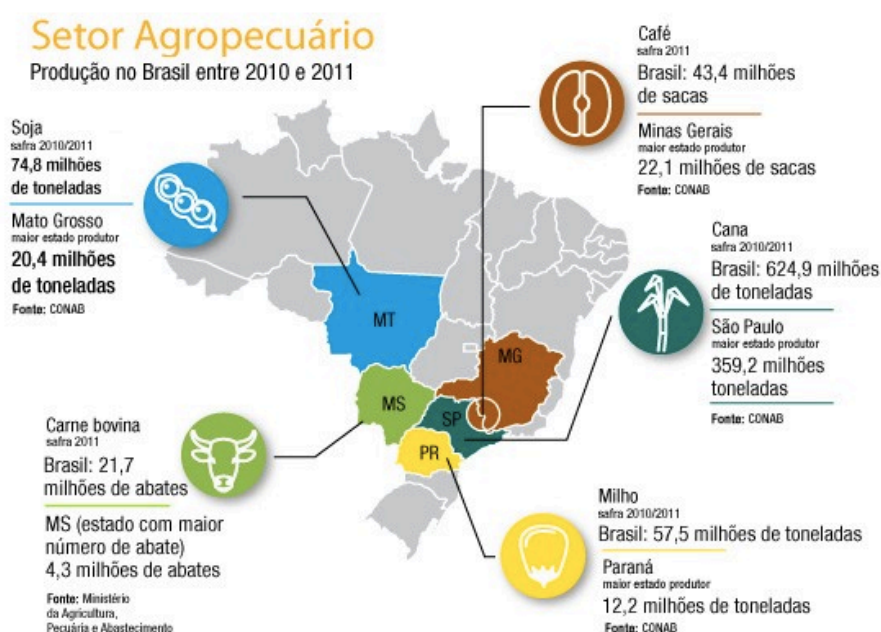 Setor Agropecuário
Produção no Brasil entre 2010 e 2011
Soja
safra 2010/2011
74,8 milhões
de toneladas
Mato Grosso
maior estado produtor
20,4 milhões
de toneladas
Fonte: CONAB
Café
safra 2011
Brasil: 43,4 milhões
de sacas
Minas Gerais
maior estado produtor
22,1 milhões de sacas
Fonte: CONAB
Cana
safra 2010/2011
Brasil: 624,9 milhões
de toneladas
São Paulo
maior estado produtor
359,2 milhões
toneladas
Fonte: CONAB
MT
MG
MS
SP
PR
Carne bovina
safra 2011
Brasil: 21,7
milhões de abates
MS (estado com maior
número de abate)
4,3 milhões de abates
Fonte: Ministério
da Agricultura,
Pecuária e Abastecimento
Milho
safra 2010/2011
Brasil: 57,5 milhões de toneladas
Paraná
maior estado produtor
12,2 milhões de toneladas
Fonte: CONAB